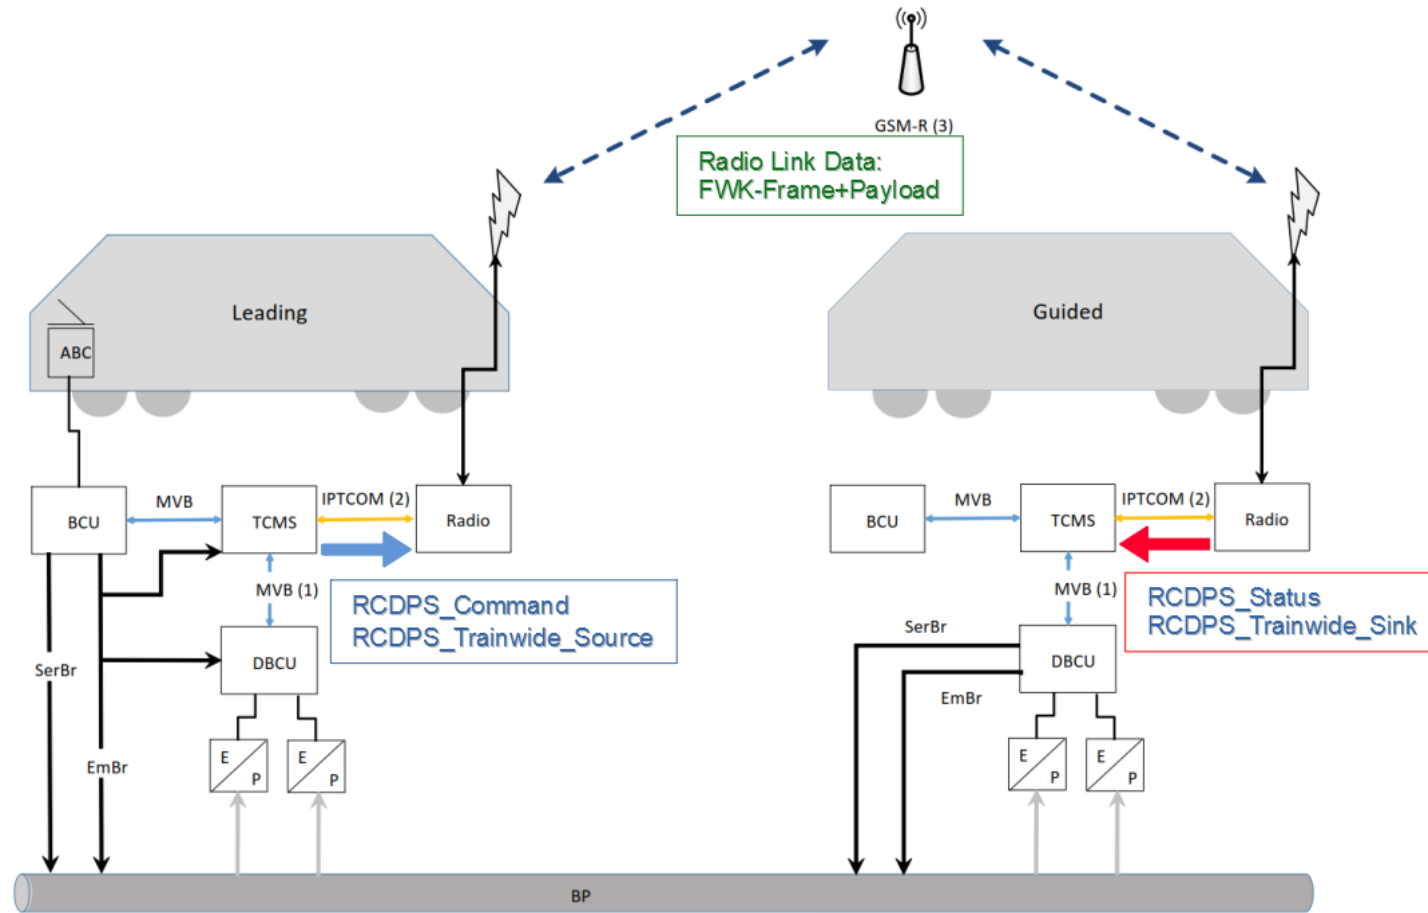 GSM-R (3)
Radio Link Data:
FWK-Frame+Payload
Leading
Guided
ABC
BCU
MVB
TCMS
IPTCOM (2)
Radio
BCU
MVB
TCMS
IPTCOM (2)
Radio
MVB (1)
RCDPS_Command
RCDPS_Trainwide_Source
MVB (1)
RCDPS_Status
RCDPS_Trainwide_Sink
SerBr
DBCU
SerBr
DBCU
EmBr
EmBr
E
P
E
P
E
P
E
P
BP